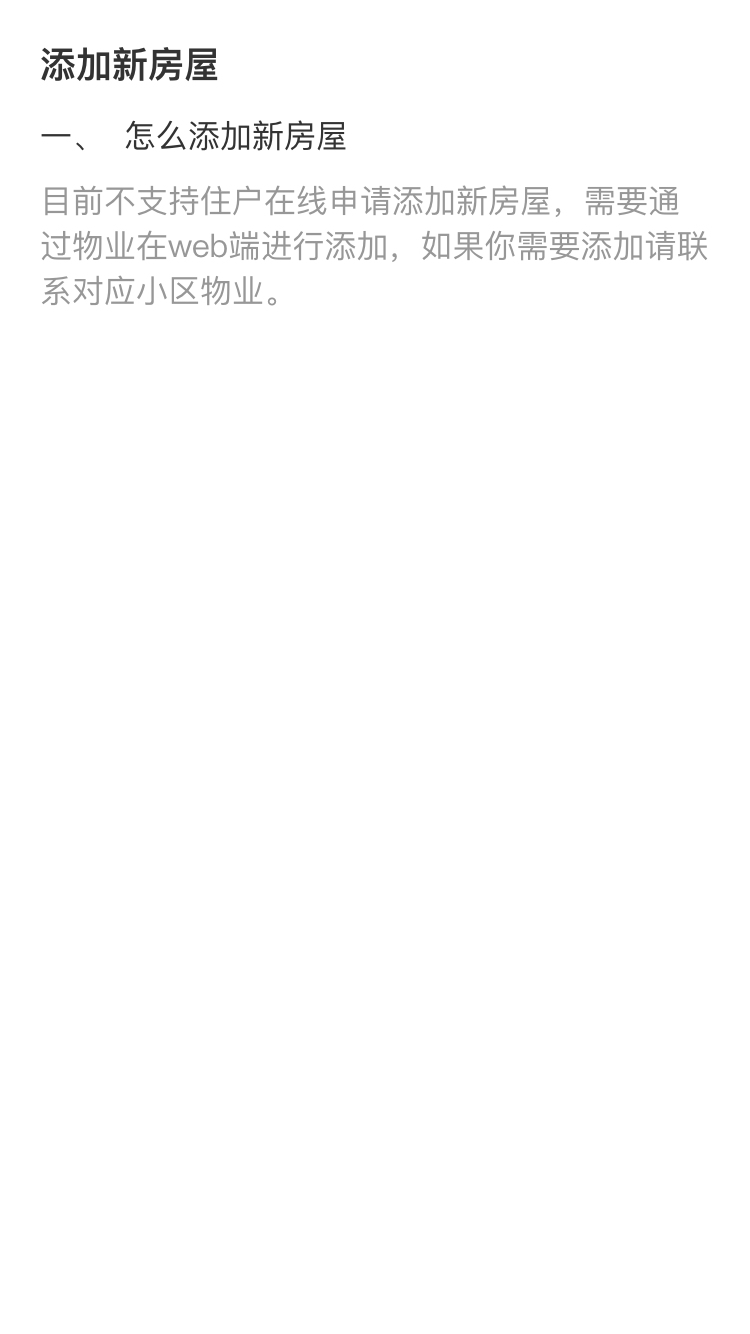 添加新房屋
一、 怎么添加新房屋
目前不支持住户在线申请添加新房屋，需要通
过物业在web端进行添加，如果你需要添加请联
系对应小区物业。